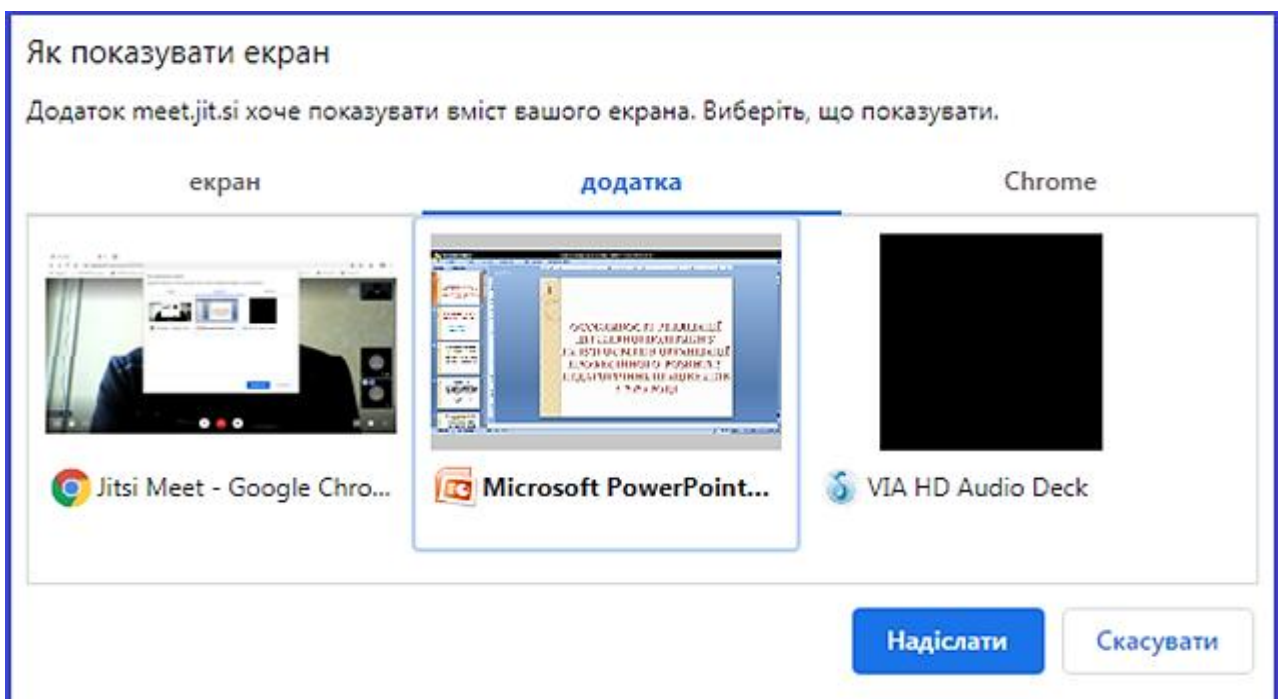 Як показувати екран
Додаток meet.jit.si хоче показувати вміст вашого екрана. Виберіть, що показувати.
екран
додатка
Chrome
Jitsi Meet - Google Chro...
Microsoft PowerPoint...
VIA HD Audio Deck
Надіслати
Скасувати